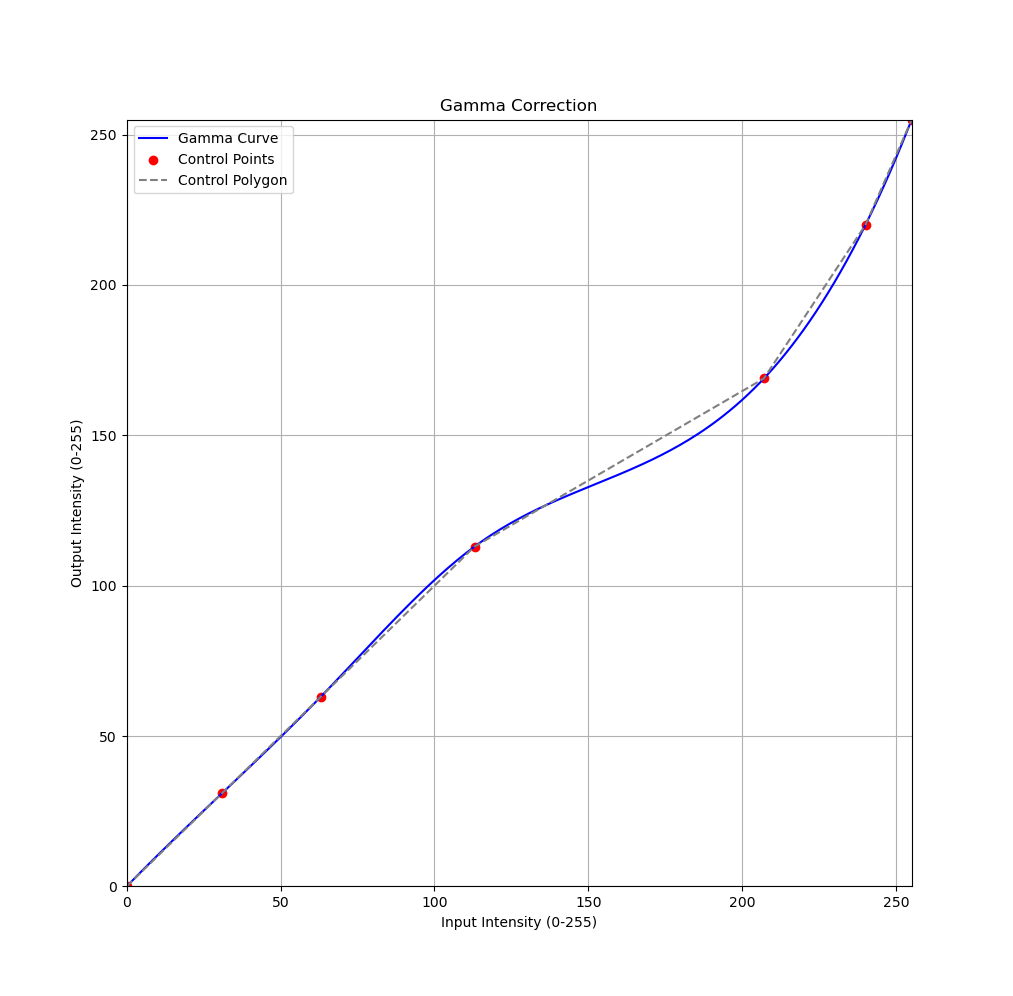 Gamma Correction
Gamma Curve
Control Points
Control Polygon
250
200
150
100
50
0
Output Intensity (0-255)
0 50 100 150 200 250
Input Intensity (0-255)